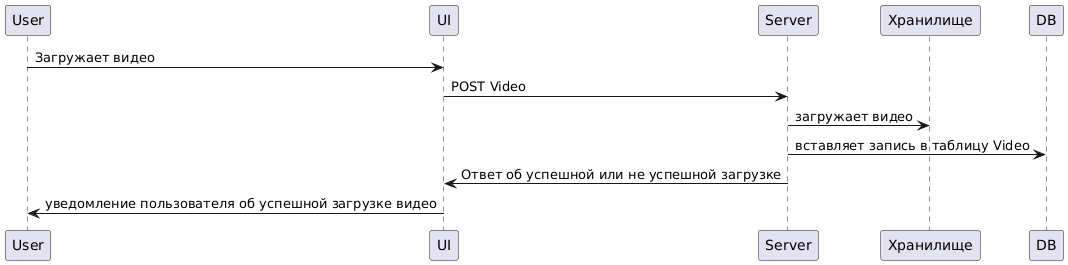 User
UI
Server
Хранилище
DB
Загружает видео
POST Video
загружает видео
вставляет запись в таблицу Video
Ответ об успешной или не успешной загрузке
уведомление пользователя об успешной загрузке видео
User
UI
Server
Хранилище
DB